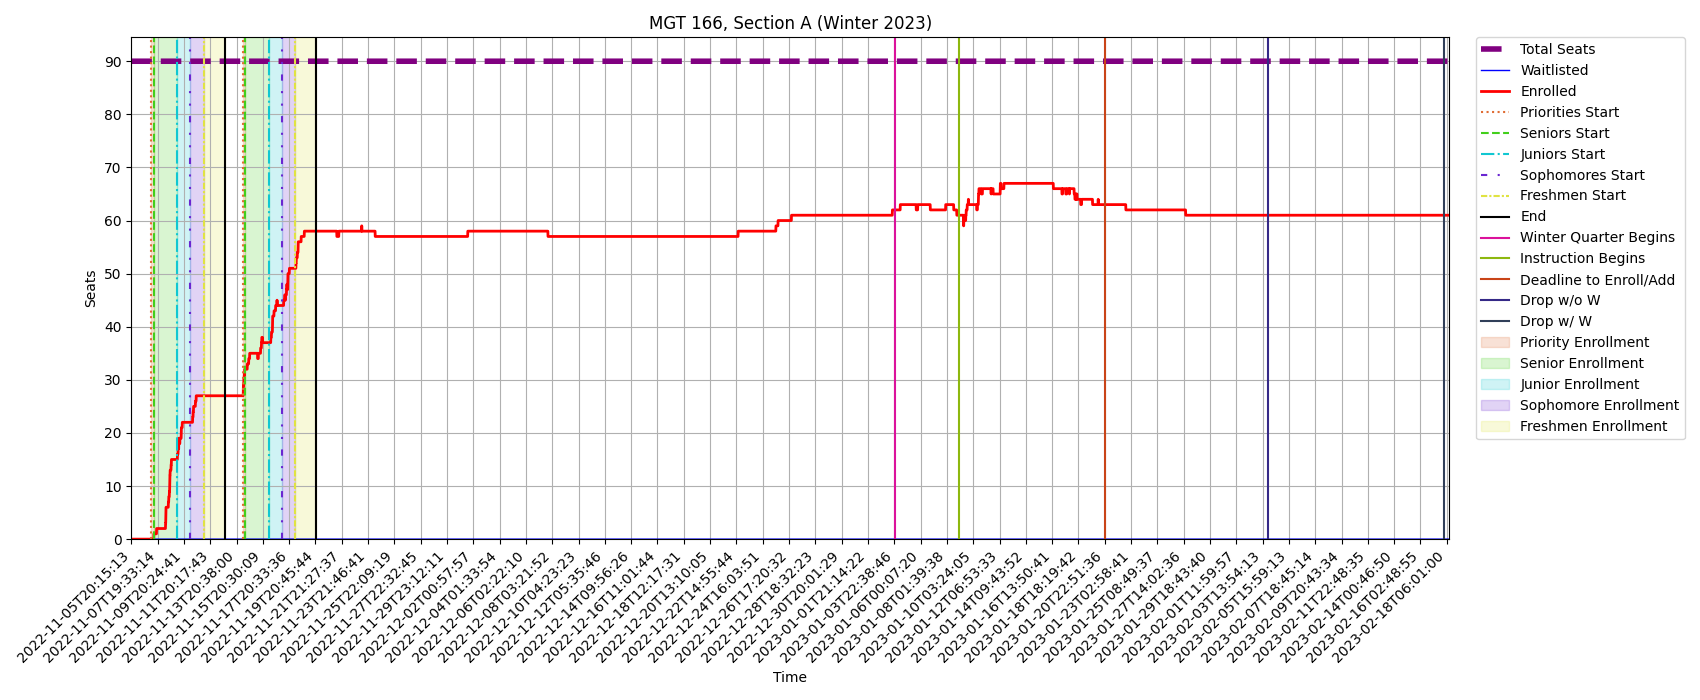 MGT 166, Section A (Winter 2023)
Seats
90
80
70
60
50
40
30
20
10
0
2022-11-05T20:15:13
2022-11-07T19:33:14
2022-11-09T20:24:41
2022-11-11T20:17:43
2022-11-13T20:38:00
2022-11-15T20:30:09
2022-11-17T20:33:36
2022-11-19T20:45:44
2022-11-21T21:27:37
2022-11-23T21:46:41
2022-11-25T22:09:19
2022-11-27T22:32:45
2022-11-29T23:12:11
2022-12-02T00:57:57
2022-12-04T01:33:54
2022-12-06T02:22:10
2022-12-08T03:21:52
2022-12-10T04:23:23
2022-12-12T05:35:46
2022-12-14T09:56:26
2022-12-16T11:01:44
2022-12-18T12:17:31
2022-12-20T13:10:05
2022-12-22T14:55:44
2022-12-24T16:03:51
2022-12-26T17:20:32
2022-12-28T18:32:23
2022-12-30T20:01:29
2023-01-01T21:14:22
2023-01-03T22:38:46
2023-01-06T00:07:20
2023-01-08T01:39:38
2023-01-10T03:24:05
2023-01-12T06:53:33
2023-01-14T09:43:52
2023-01-16T13:50:41
2023-01-18T18:19:42
2023-01-20T22:51:36
2023-01-23T02:58:41
2023-01-25T08:49:37
2023-01-27T14:02:36
2023-01-29T18:43:40
2023-02-01T11:59:57
2023-02-03T13:54:13
2023-02-05T15:59:13
2023-02-07T18:45:14
2023-02-09T20:43:34
2023-02-11T22:48:35
2023-02-14T00:46:50
2023-02-16T02:48:55
2023-02-18T06:01:00
Time
Total Seats
Waitlisted
Enrolled
Priorities Start
Seniors Start
Juniors Start
Sophomores Start
Freshmen Start
End
Winter Quarter Begins
Instruction Begins
Deadline to Enroll/Add
Drop w/o W
Drop w/ W
Priority Enrollment
Senior Enrollment
Junior Enrollment
Sophomore Enrollment
Freshmen Enrollment